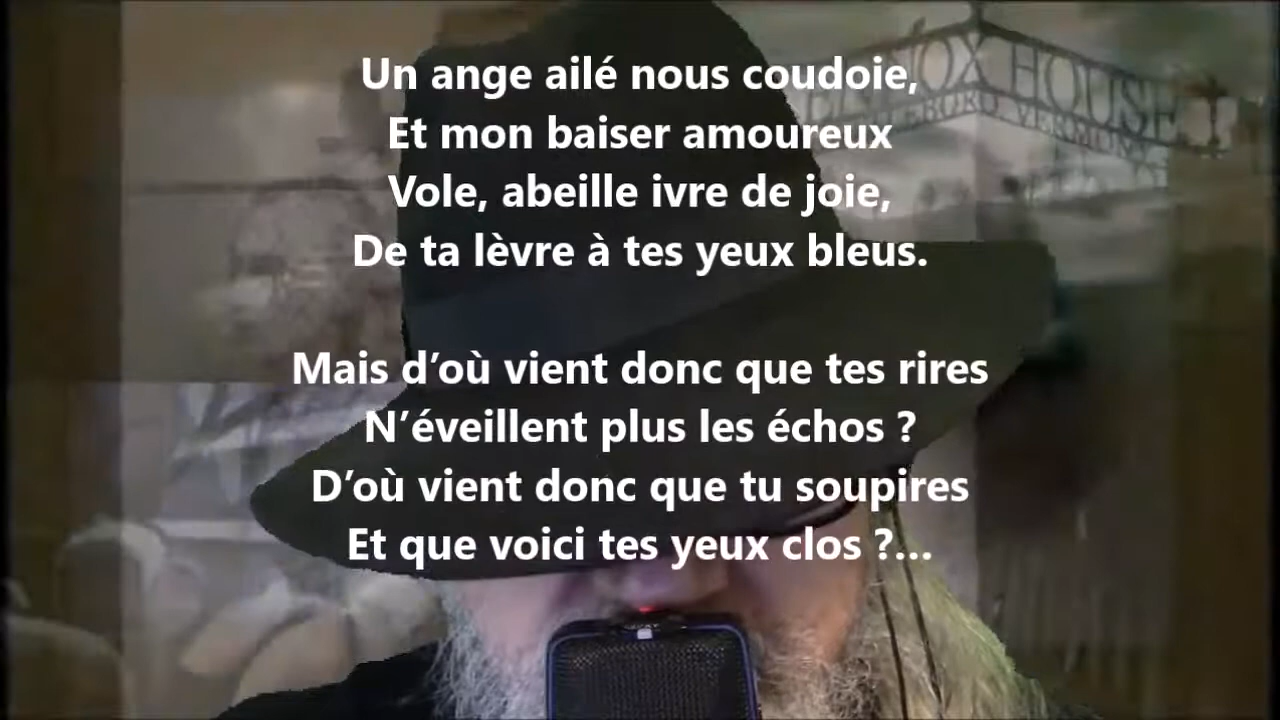 Un ange ailé nous coudoie,
Et mon baiser amoureux
Vole, abeille ivre de joie,
De ta lèvre à tes yeux bleus.
Mais d’où vient donc que tes rires
N’éveillent plus les échos ?
D’où vient donc que tu soupires
Et que voici tes yeux clos ?...
HOUSE
VERMONT